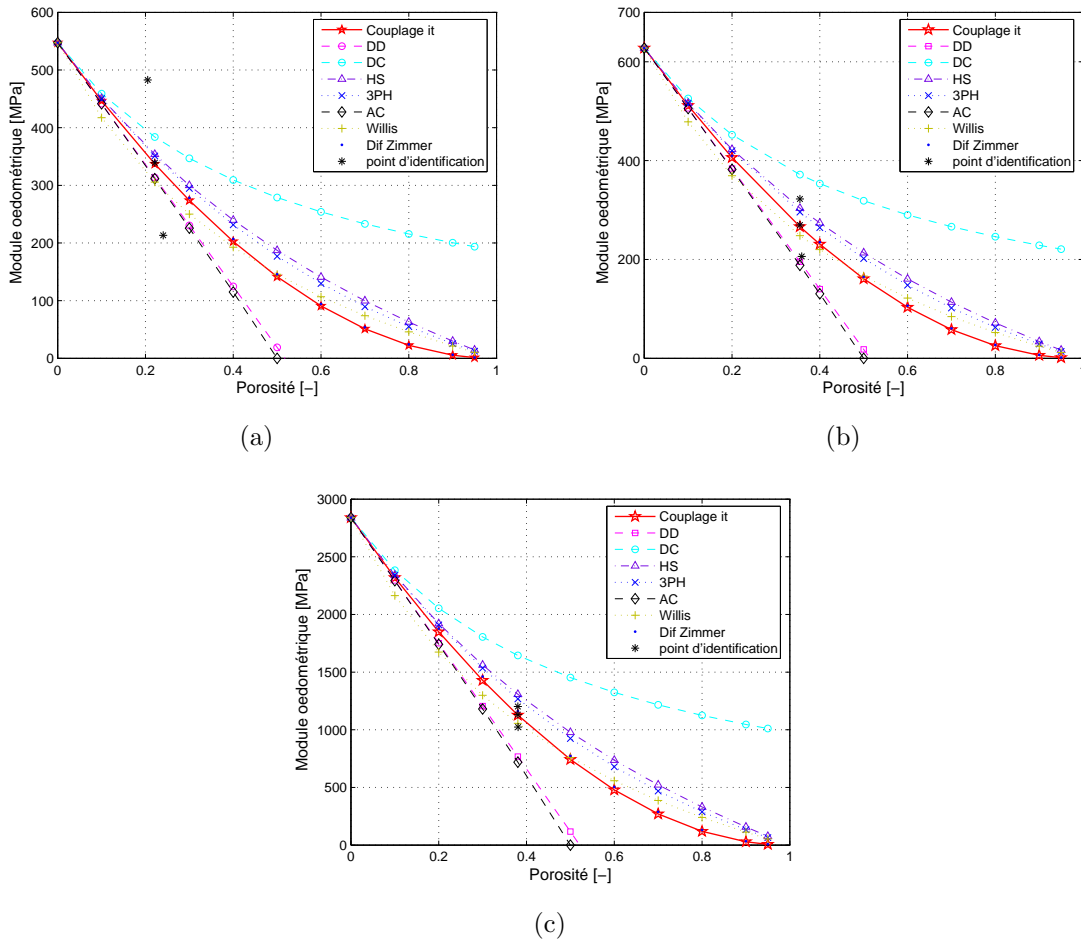 600
500
400
300
200
100
0
0
0.2
0.4
0.6
0.8
1
Module oedométrique [MPa]
Porosité [−]
Couplage it
DD
DC
HS
3PH
AC
Willis
Dif Zimmer
point d'identification
(a)
700
600
400
200
0
0
0.2
0.4
0.6
0.8
1
Module oedométrique [MPa]
Porosité [−]
Couplage it
DD
DC
HS
3PH
AC
Willis
Dif Zimmer
point d'identification
(b)
3000
2500
2000
1500
1000
500
0
0
0.2
0.4
0.6
0.8
1
Module oedométrique [MPa]
Porosité [−]
Couplage it
DD
DC
HS
3PH
AC
Willis
Dif Zimmer
point d'identification
(c)